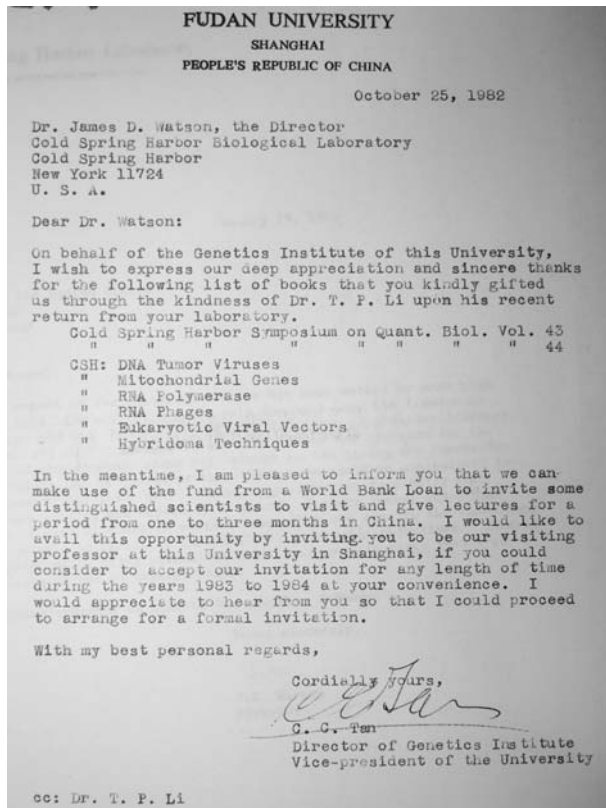 FUDAN UNIVERSITY
SHANGHAI
PEOPLE'S REPUBLIC OF CHINA
October 25, 1982
Dr. James D. Watson, the Director
Cold Spring Harbor Biological Laboratory
Cold Spring Harbor
New York 11724
U. S. A.
Dear Dr. Watson:
On behalf of the Genetics Institute of this University,
I wish to express our deep appreciation and sincere thanks
for the following list of books that you kindly gifted
us through the kindness of Dr. T. P. Li upon his recent
return from your laboratory.
Cold Spring Harbor Symposium on Quant. Biol. Vol. 43
" " " " " " " " 44
CSH: DNA Tumor Viruses
" Mitochondrial Genes
" RNA Polymerase
" RNA Phages
" Eukaryotic Viral Vectors
" Hybridoma Techniques
In the meantime, I am pleased to inform you that we can
make use of the fund from a World Bank Loan to invite some
distinguished scientists to visit and give lectures for a
period from one to three months in China. I would like to
avail this opportunity by inviting you to be our visiting
professor at this University in Shanghai, if you could
consider to accept our invitation for any length of time
during the years 1983 to 1984 at your convenience. I
would appreciate to hear from you so that I could proceed
to arrange for a formal invitation.
With my best personal regards,
Cordially yours,
C C Tan
C. C. Tan
Director of Genetics Institute
Vice-president of the University
cc: Dr. T. P. Li